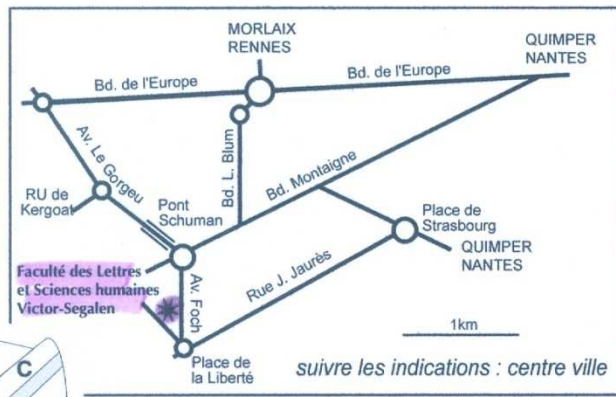 MORLAIX
RENNES
QUIMPER
NANTES
Bd. de l'Europe
Bd. de l'Europe
Av. Le Gorgeu
Bd. L. Blum
Bd. Montaigne
RU de
Kergoat
Pont
Schuman
Place de
Strasbourg
QUIMPER
NANTES
Faculté des Lettres
et Sciences humaines
Victor-Segalen
Av. Foch
Rue J. Jaurès
1km
Place de
la Liberté
C
suivre les indications : centre ville